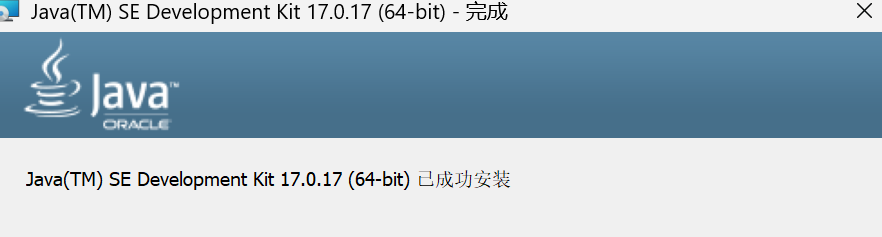 Java(TM) SE Development Kit 17.0.17 (64-bit) - 完成
Java™
ORACLE
Java(TM) SE Development Kit 17.0.17 (64-bit) 已成功安装